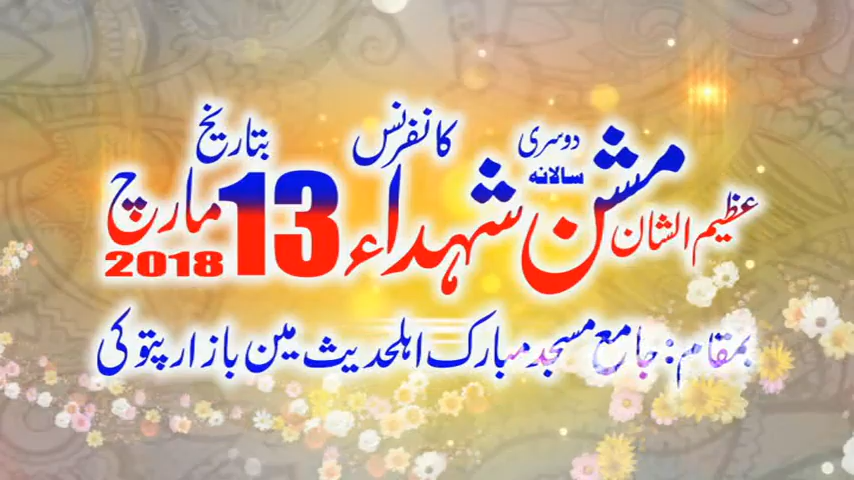 عظیم الشان دوسری سالانہ مشن شہداء کانفرنس بتاریخ 13 مارچ 2018
بمقام: جامع مسجد مبارک اہلحدیث مین بازار پتوکی